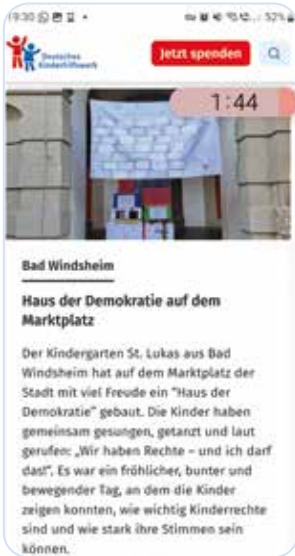 19:30
52%
Deutsches
Kinderhilfswerk
Jetzt spenden
1:44
Bad Windsheim
Haus der Demokratie auf dem
Marktplatz
Der Kindergarten St. Lukas aus Bad
Windsheim hat auf dem Marktplatz der
Stadt mit viel Freude ein "Haus der
Demokratie" gebaut. Die Kinder haben
gemeinsam gesungen, getanzt und laut
gerufen: „Wir haben Rechte – und ich darf
das!“. Es war ein fröhlicher, bunter und
bewegender Tag, an dem die Kinder
zeigen konnten, wie wichtig Kinderrechte
sind und wie stark ihre Stimmen sein
können.